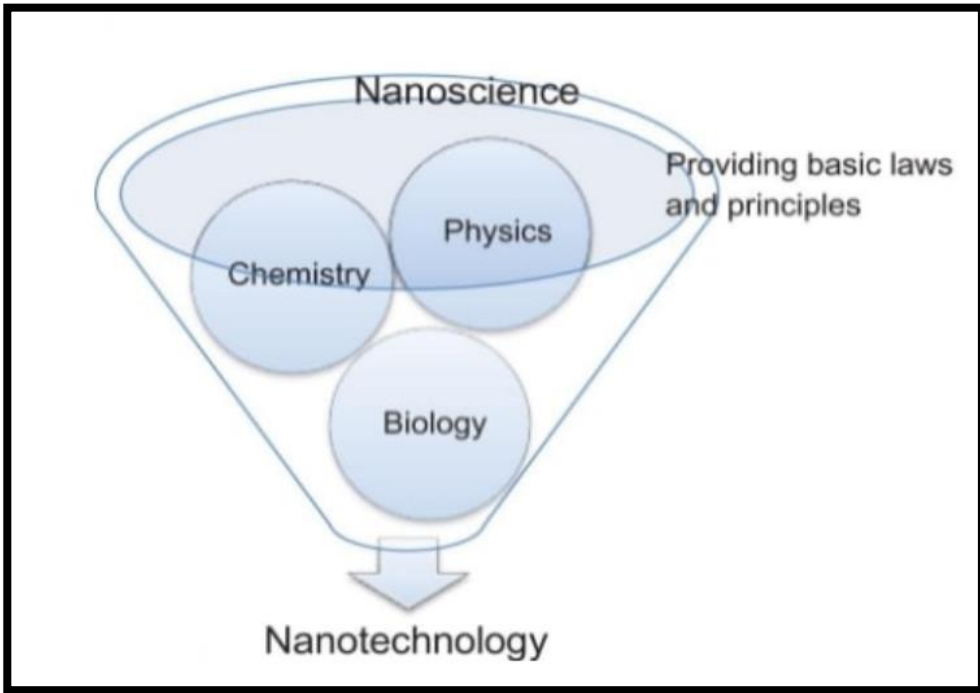 Nanoscience
Providing basic laws
and principles
Physics
Chemistry
Biology
Nanotechnology